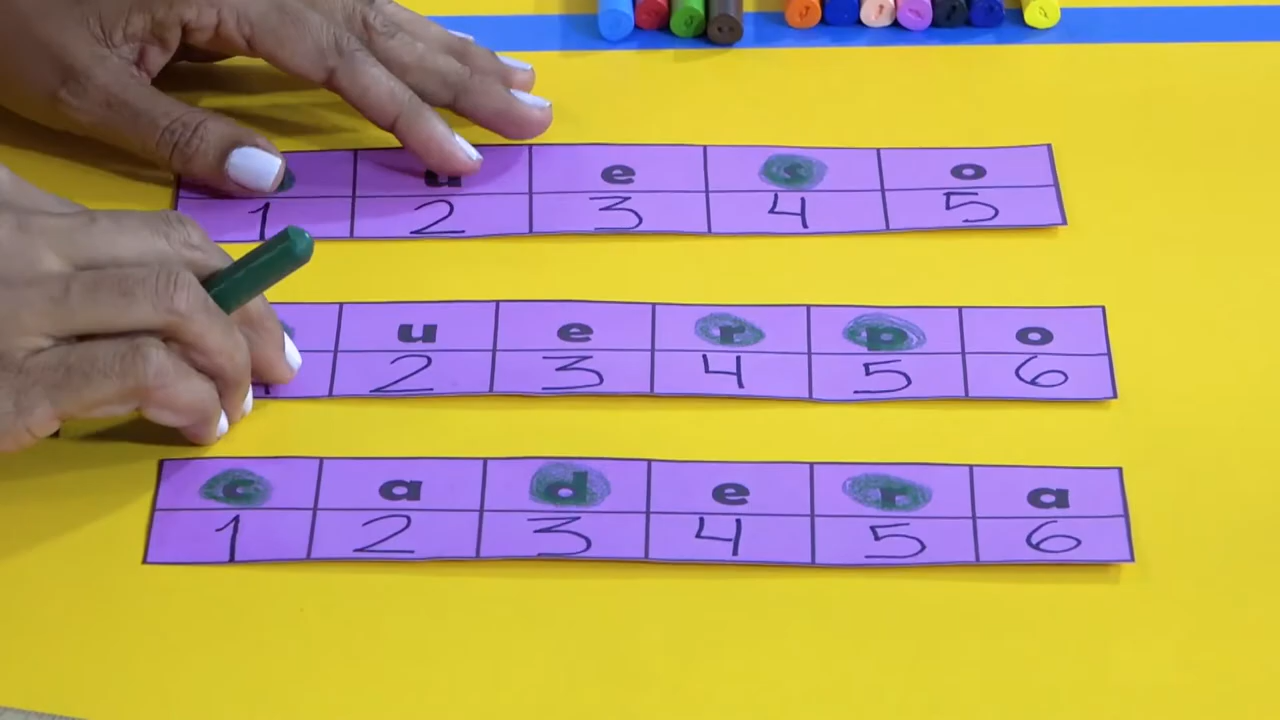 u e s o
1 2 3 4 5
u e r p o
2 3 4 5 6
c a d e r a
1 2 3 4 5 6